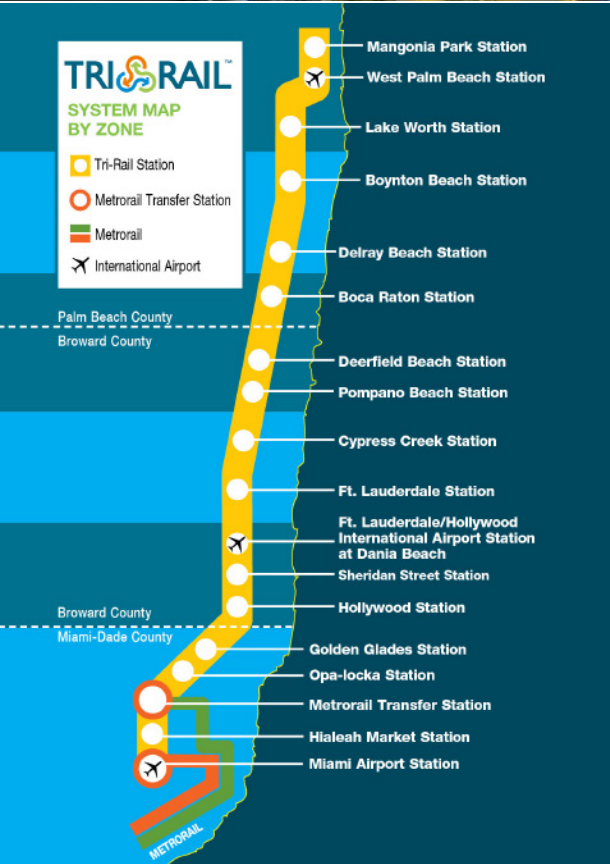 TRI RAIL™
SYSTEM MAP
BY ZONE
Tri-Rail Station
Metrorail Transfer Station
Metrorail
International Airport
Mangonia Park Station
West Palm Beach Station
Lake Worth Station
Boynton Beach Station
Delray Beach Station
Boca Raton Station
Palm Beach County
Broward County
Deerfield Beach Station
Pompano Beach Station
Cypress Creek Station
Ft. Lauderdale Station
Ft. Lauderdale/Hollywood
International Airport Station
at Dania Beach
Sheridan Street Station
Hollywood Station
Broward County
Miami-Dade County
Golden Glades Station
Opa-locka Station
Metrorail Transfer Station
Hialeah Market Station
Miami Airport Station
METRORAIL